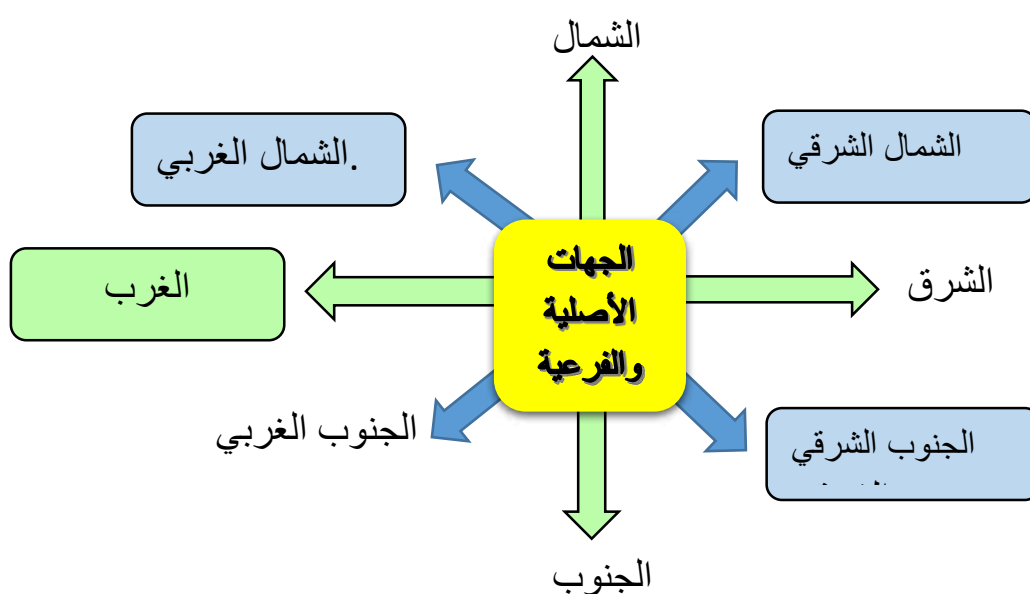 الشمال
الشمال الشرقي
.الشمال الغربي
الجهات
الأصلية
والفرعية
الشرق
الغرب
الجنوب الشرقي
الجنوب الغربي
الجنوب